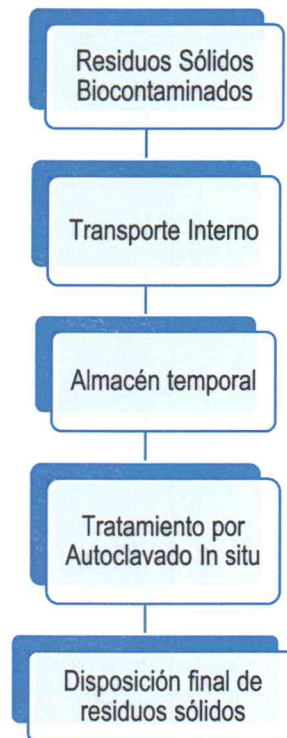 Residuos Sólidos
Biocontaminados
Transporte Interno
Almacén temporal
Tratamiento por
Autoclavado In situ
Disposición final de
residuos sólidos